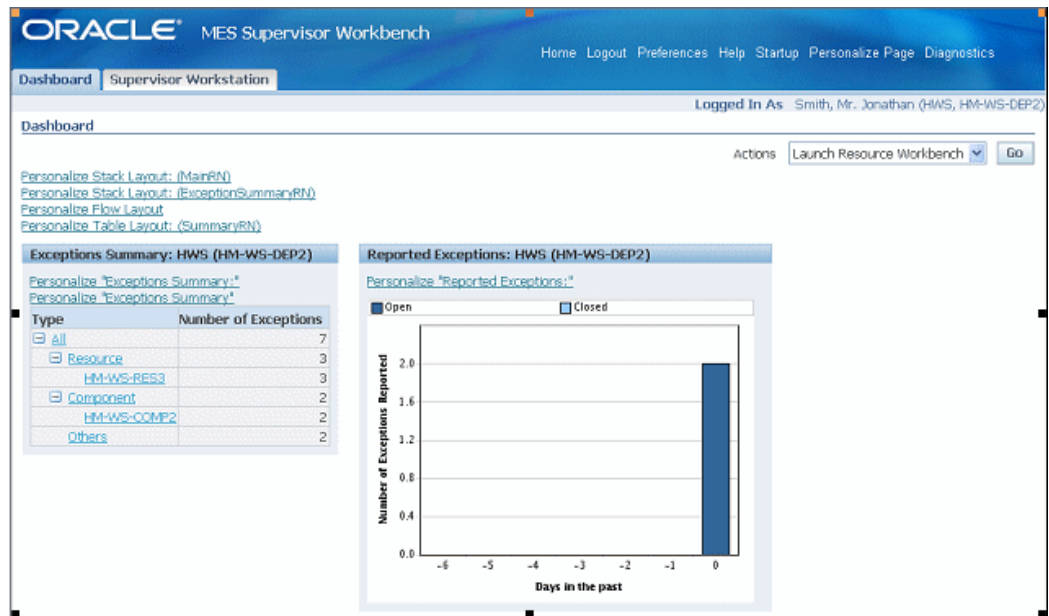 ORACLE® MES Supervisor Workbench
Home Logout Preferences Help Startup Personalize Page Diagnostics
Dashboard Supervisor Workstation
Logged In As Smith, Mr. Jonathan (HWS, HM-WS-DEP2)
Dashboard
Actions Launch Resource Workbench Go
Personalize Stack Layout: (MainRN)
Personalize Stack Layout: (ExceptionSummaryRN)
Personalize Flow Layout
Personalize Table Layout: (SummaryRN)
Exceptions Summary: HWS (HM-WS-DEP2)
Personalize "Exceptions Summary:"
Personalize "Exceptions Summary"
Type Number of Exceptions
All 7
Resource 3
HM-WS-RES3 3
Component 2
HM-WS-COMP2 2
Others 2
Reported Exceptions: HWS (HM-WS-DEP2)
Personalize "Reported Exceptions:"
Open Closed
Number of Exceptions Reported
2.0
1.6
1.2
0.8
0.4
0.0
-6 -5 -4 -3 -2 -1 0
Days in the past